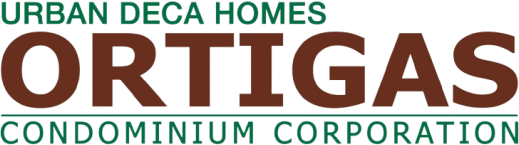 URBAN DECA HOMES
ORTIGAS
CONDOMINIUM CORPORATION